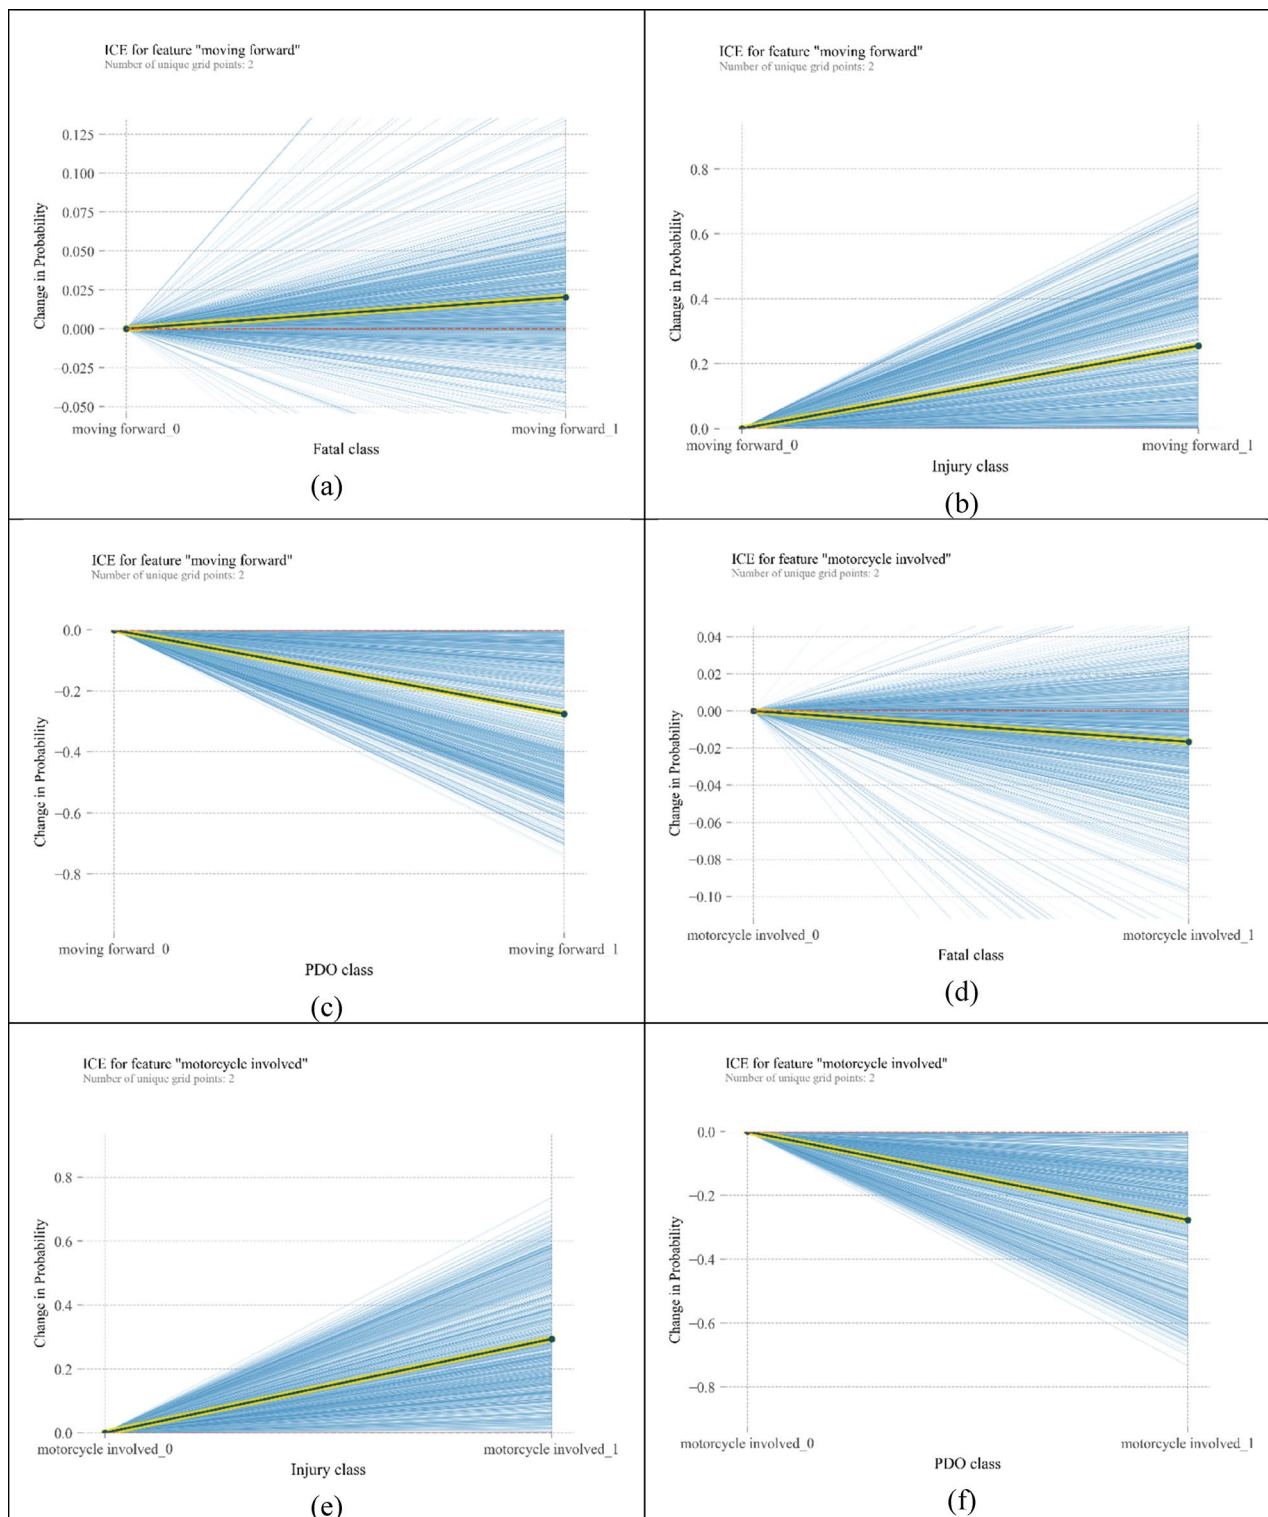 ICE for feature "moving forward"
Number of unique grid points: 2
0.125
0.100
0.075
0.050
0.025
0.000
−0.025
−0.050
Change in Probability
moving forward_0
moving forward_1
Fatal class
(a)
ICE for feature "moving forward"
Number of unique grid points: 2
0.8
0.6
0.4
0.2
0.0
Change in Probability
moving forward_0
moving forward_1
Injury class
(b)
ICE for feature "moving forward"
Number of unique grid points: 2
0.0
−0.2
−0.4
−0.6
−0.8
Change in Probability
moving forward_0
moving forward_1
PDO class
(c)
ICE for feature "motorcycle involved"
Number of unique grid points: 2
0.04
0.02
0.00
−0.02
−0.04
−0.06
−0.08
−0.10
Change in Probability
motorcycle involved_0
motorcycle involved_1
Fatal class
(d)
ICE for feature "motorcycle involved"
Number of unique grid points: 2
0.8
0.6
0.4
0.2
0.0
Change in Probability
motorcycle involved_0
motorcycle involved_1
Injury class
(e)
ICE for feature "motorcycle involved"
Number of unique grid points: 2
0.0
−0.2
−0.4
−0.6
−0.8
Change in Probability
motorcycle involved_0
motorcycle involved_1
PDO class
(f)